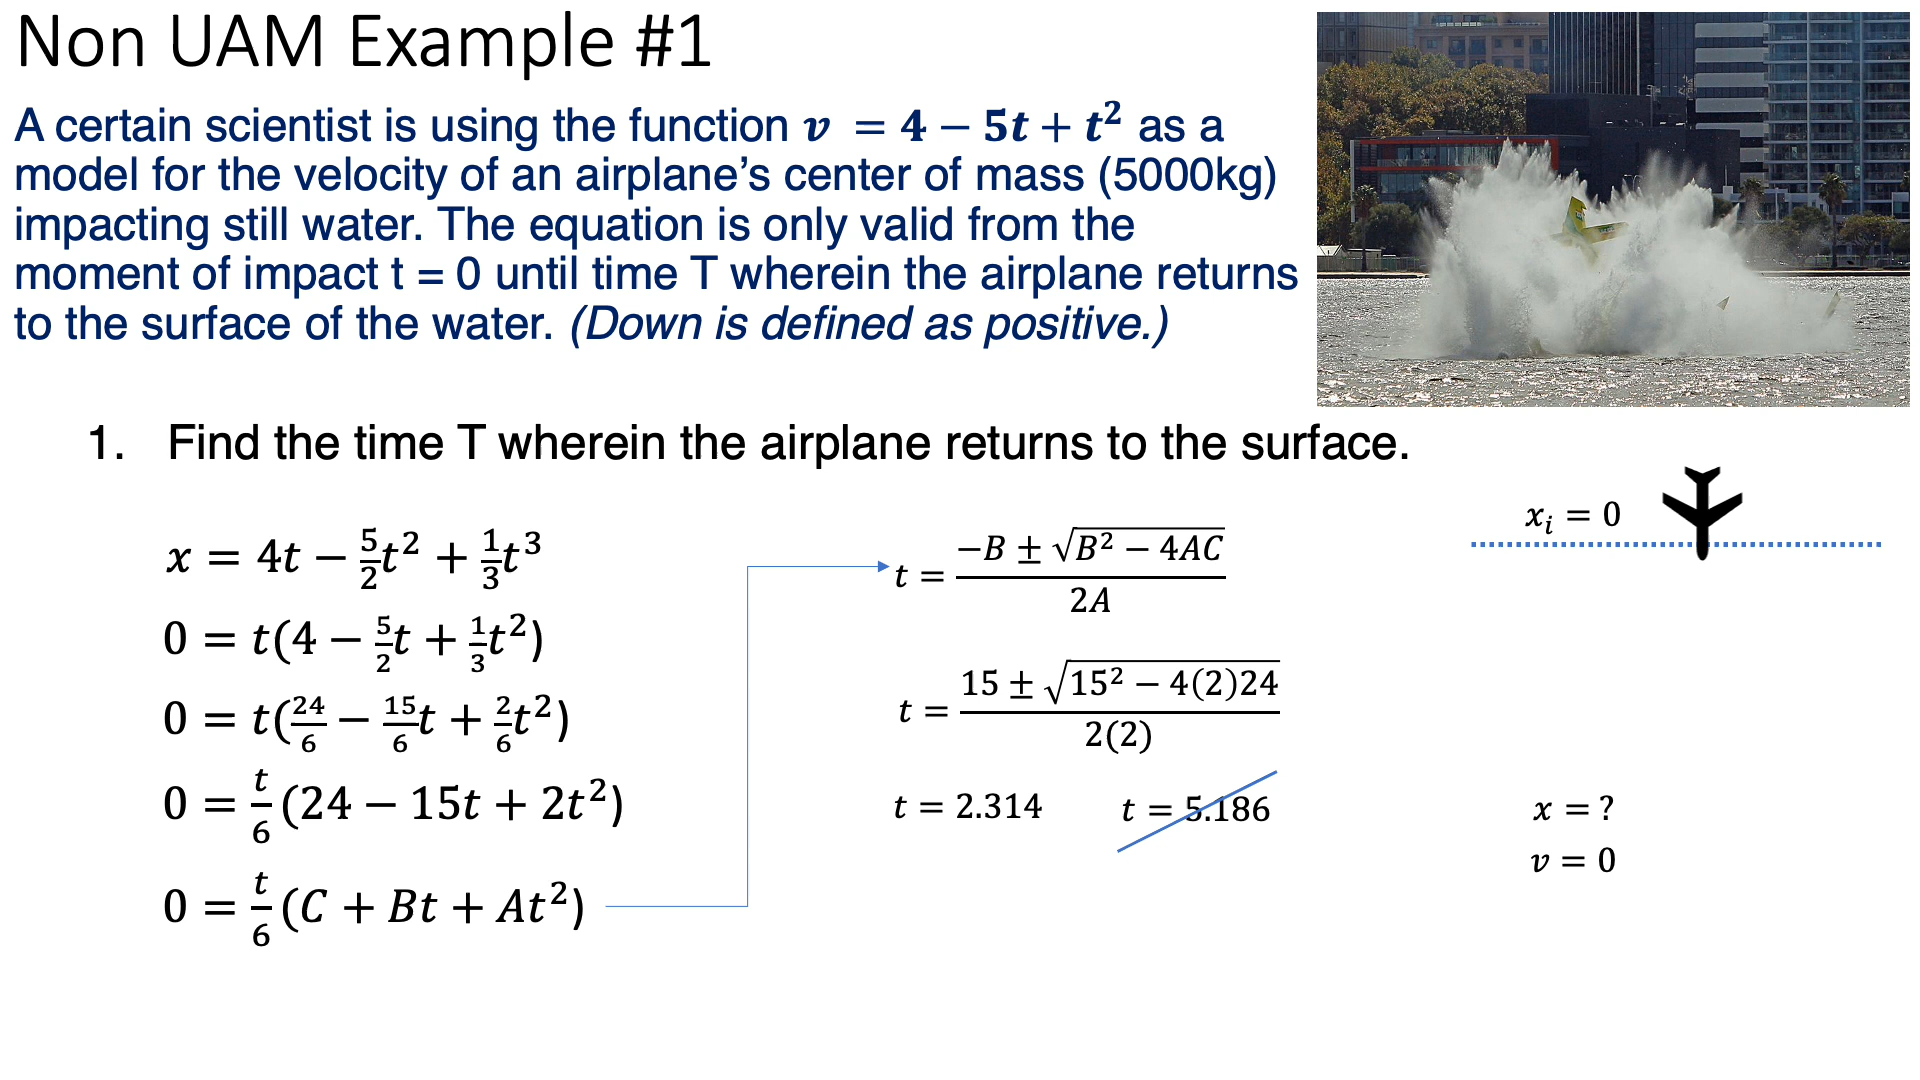 Non UAM Example #1
A certain scientist is using the function v = 4 − 5t + t² as a
model for the velocity of an airplane’s center of mass (5000kg)
impacting still water. The equation is only valid from the
moment of impact t = 0 until time T wherein the airplane returns
to the surface of the water. (Down is defined as positive.)
1. Find the time T wherein the airplane returns to the surface.
x = 4t − 5/2 t² + 1/3 t³
0 = t(4 − 5/2 t + 1/3 t²)
0 = t(24/6 − 15/6 t + 2/6 t²)
0 = t/6 (24 − 15t + 2t²)
0 = t/6 (C + Bt + At²)
t = (−B ± √(B² − 4AC)) / 2A
t = (15 ± √(15² − 4(2)24)) / 2(2)
t = 2.314 t = 5.186
xᵢ = 0
x = ?
v = 0